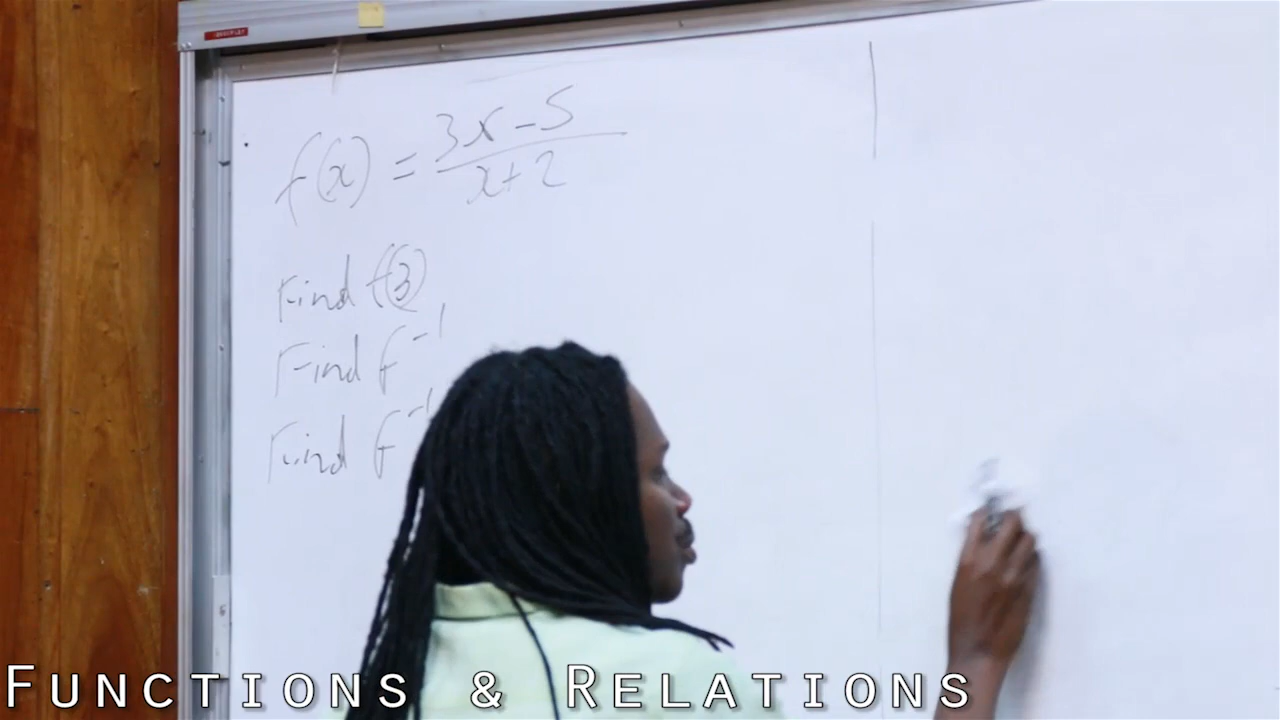 f(x) = 3x-5
x+2
Find f(3)
Find f-1
Find f-1
FUNCTIONS & RELATIONS